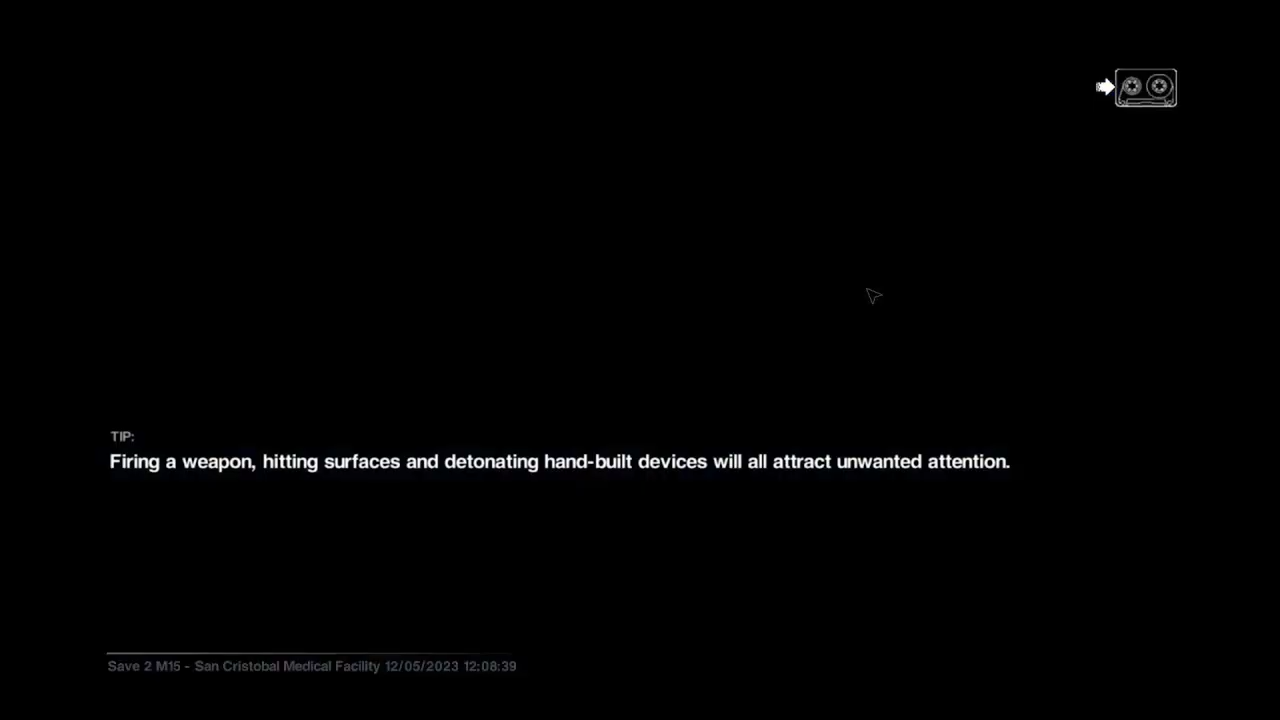 TIP:
Firing a weapon, hitting surfaces and detonating hand-built devices will all attract unwanted attention.
Save 2 M15 - San Cristobal Medical Facility 12/05/2023 12:08:39